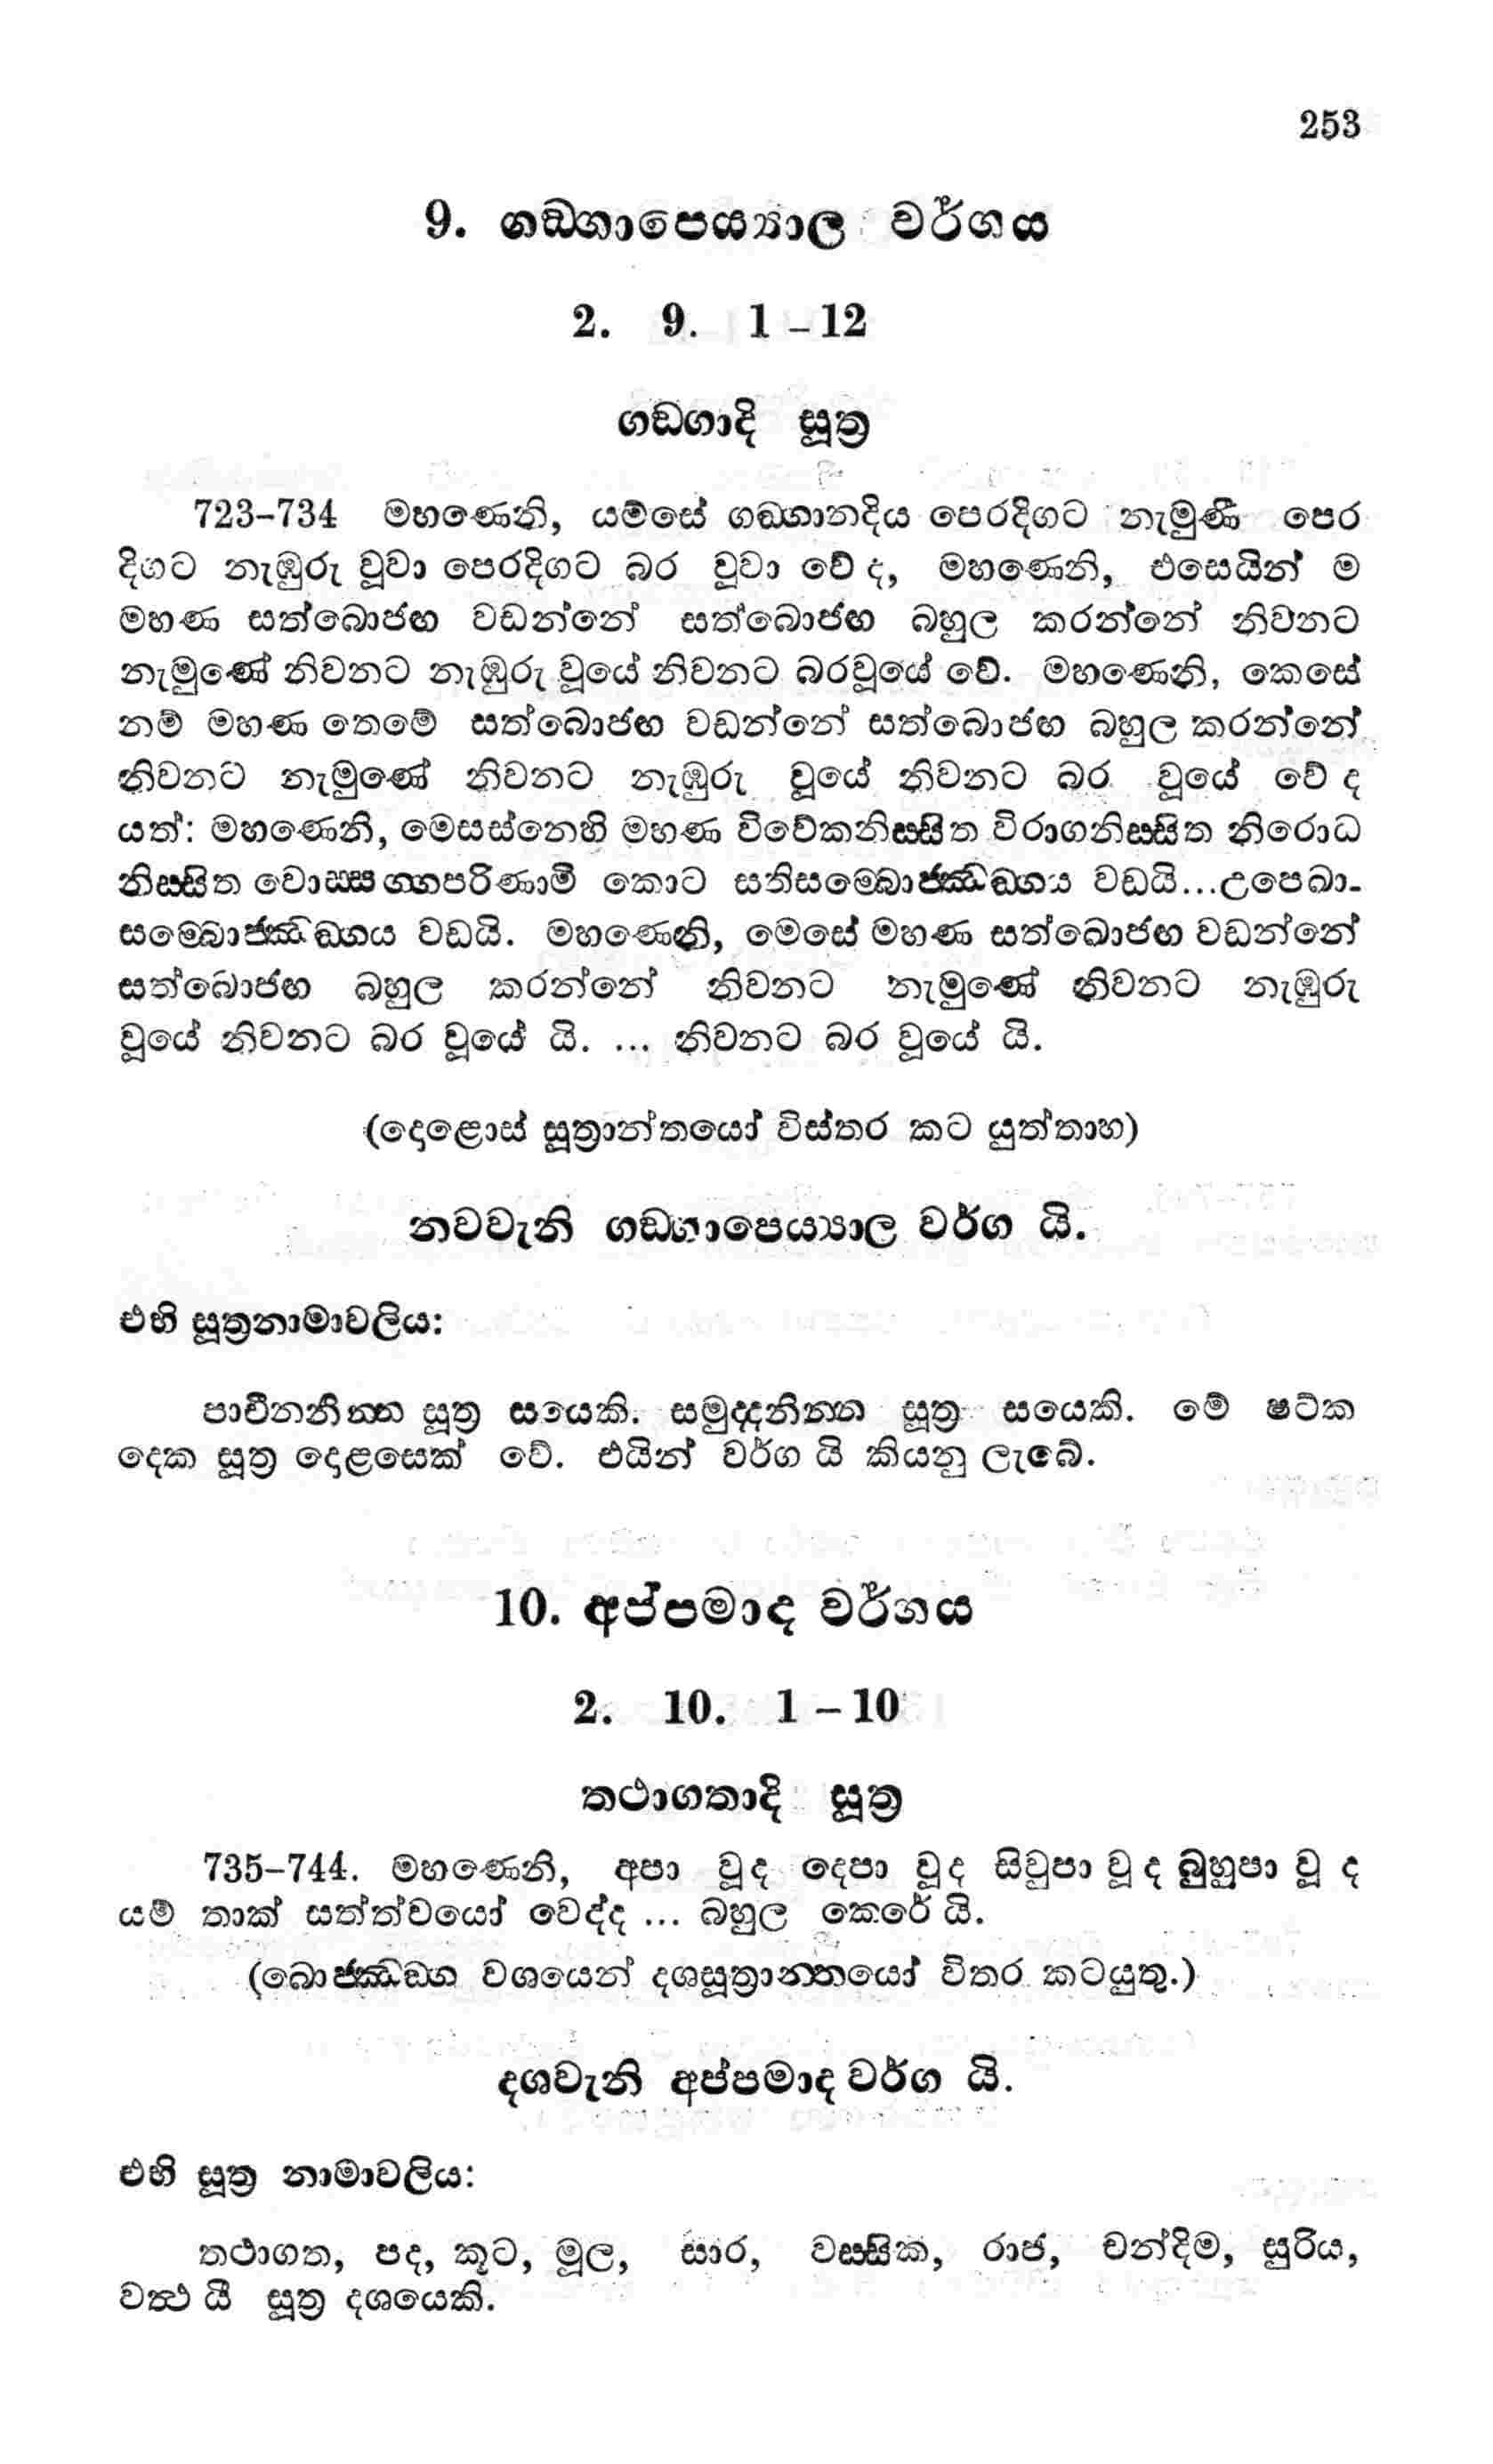 253
9. ගඞ්ගාපෙය්‍යාල වර්ගය
2. 9. 1 – 12
ගඞ්ගාදි සූත්‍ර
723–734 මහණෙනි, යම්සේ ගඞ්ගානදිය පෙරදිගට නැමුණී පෙර
දිගට නැඹුරු වූවා පෙරදිගට බර වූවා වේ ද, මහණෙනි, එසෙයින් ම
මහණ සත්බොජඟ වඩන්නේ සත්බොජඟ බහුල කරන්නේ නිවනට
නැමුණේ නිවනට නැඹුරු වූයේ නිවනට බරවූයේ වේ. මහණෙනි, කෙසේ
නම් මහණ තෙමේ සත්බොජඟ වඩන්නේ සත්බොජඟ බහුල කරන්නේ
නිවනට නැමුණේ නිවනට නැඹුරු වූයේ නිවනට බර වූයේ වේ ද
යත්: මහණෙනි, මෙසස්නෙහි මහණ විවේකනිස්සිත විරාගනිස්සිත නිරොධ
නිස්සිත වොස්සග්ගපරිණාමී කොට සතිසම්බොජ්ඣඞ්ගය වඩයි...උපෙඛා-
සම්බොජ්ඣඞ්ගය වඩයි. මහණෙනි, මෙසේ මහණ සත්බොජඟ වඩන්නේ
සත්බොජඟ බහුල කරන්නේ නිවනට නැමුණේ නිවනට නැඹුරු
වූයේ නිවනට බර වූයේ යි. ... නිවනට බර වූයේ යි.
(දොළොස් සූත්‍රාන්තයෝ විස්තර කට යුත්තාහ)
නවවැනි ගඞ්ගාපෙය්‍යාල වර්ග යි.
එහි සූත්‍රනාමාවලිය:
පාචීනනින්න සූත්‍ර සයෙකි. සමුද්දනින්න සූත්‍ර සයෙකි. මේ ෂට්ක
දෙක සූත්‍ර දොළසෙක් වේ. එයින් වර්ග යි කියනු ලැබේ.
10. අප්පමාද වර්ගය
2. 10. 1 – 10
තථාගතාදි සූත්‍ර
735–744. මහණෙනි, අපා වූද දෙපා වූද සිවුපා වූ ද බුහුපා වූ ද
යම් තාක් සත්ත්වයෝ වෙද්ද ... බහුල කෙරේ යි.
(බොජ්ඣඞ්ග වශයෙන් දශසූත්‍රාන්තයෝ විතර කටයුතු.)
දශවැනි අප්පමාද වර්ග යි.
එහි සූත්‍ර නාමාවලිය:
තථාගත, පද, කූට, මූල, සාර, වස්සික, රාජ, චන්දිම, සුරිය,
වත්ථ යී සූත්‍ර දශයෙකි.